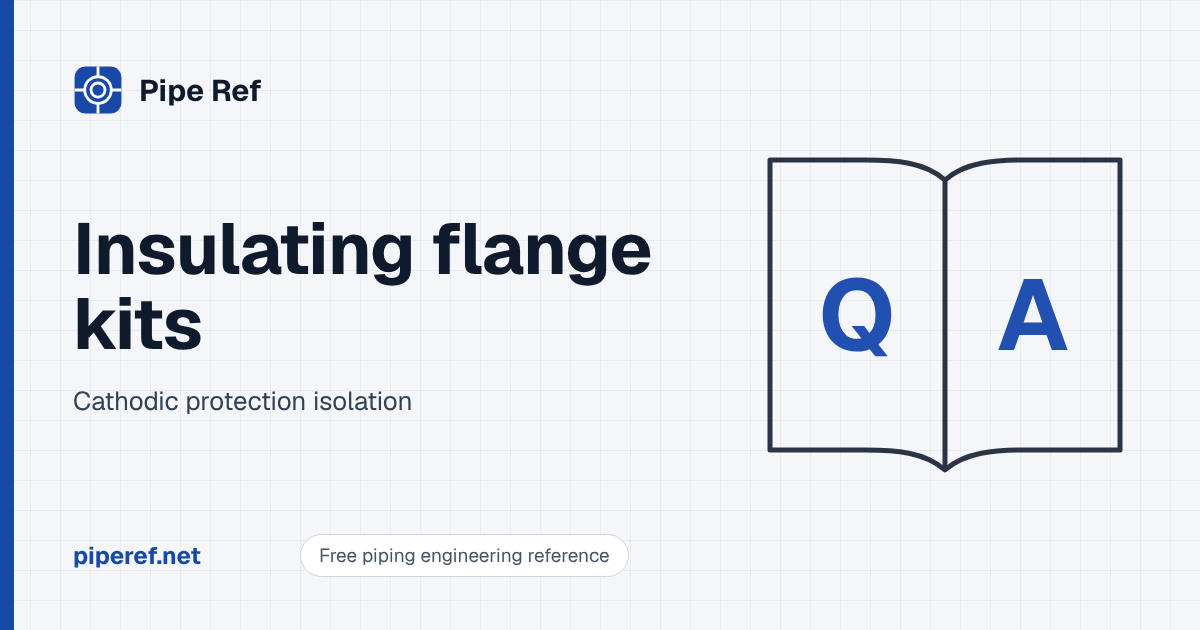 Pipe Ref
Insulating flange
kits
Cathodic protection isolation
Q A
piperef.net
Free piping engineering reference